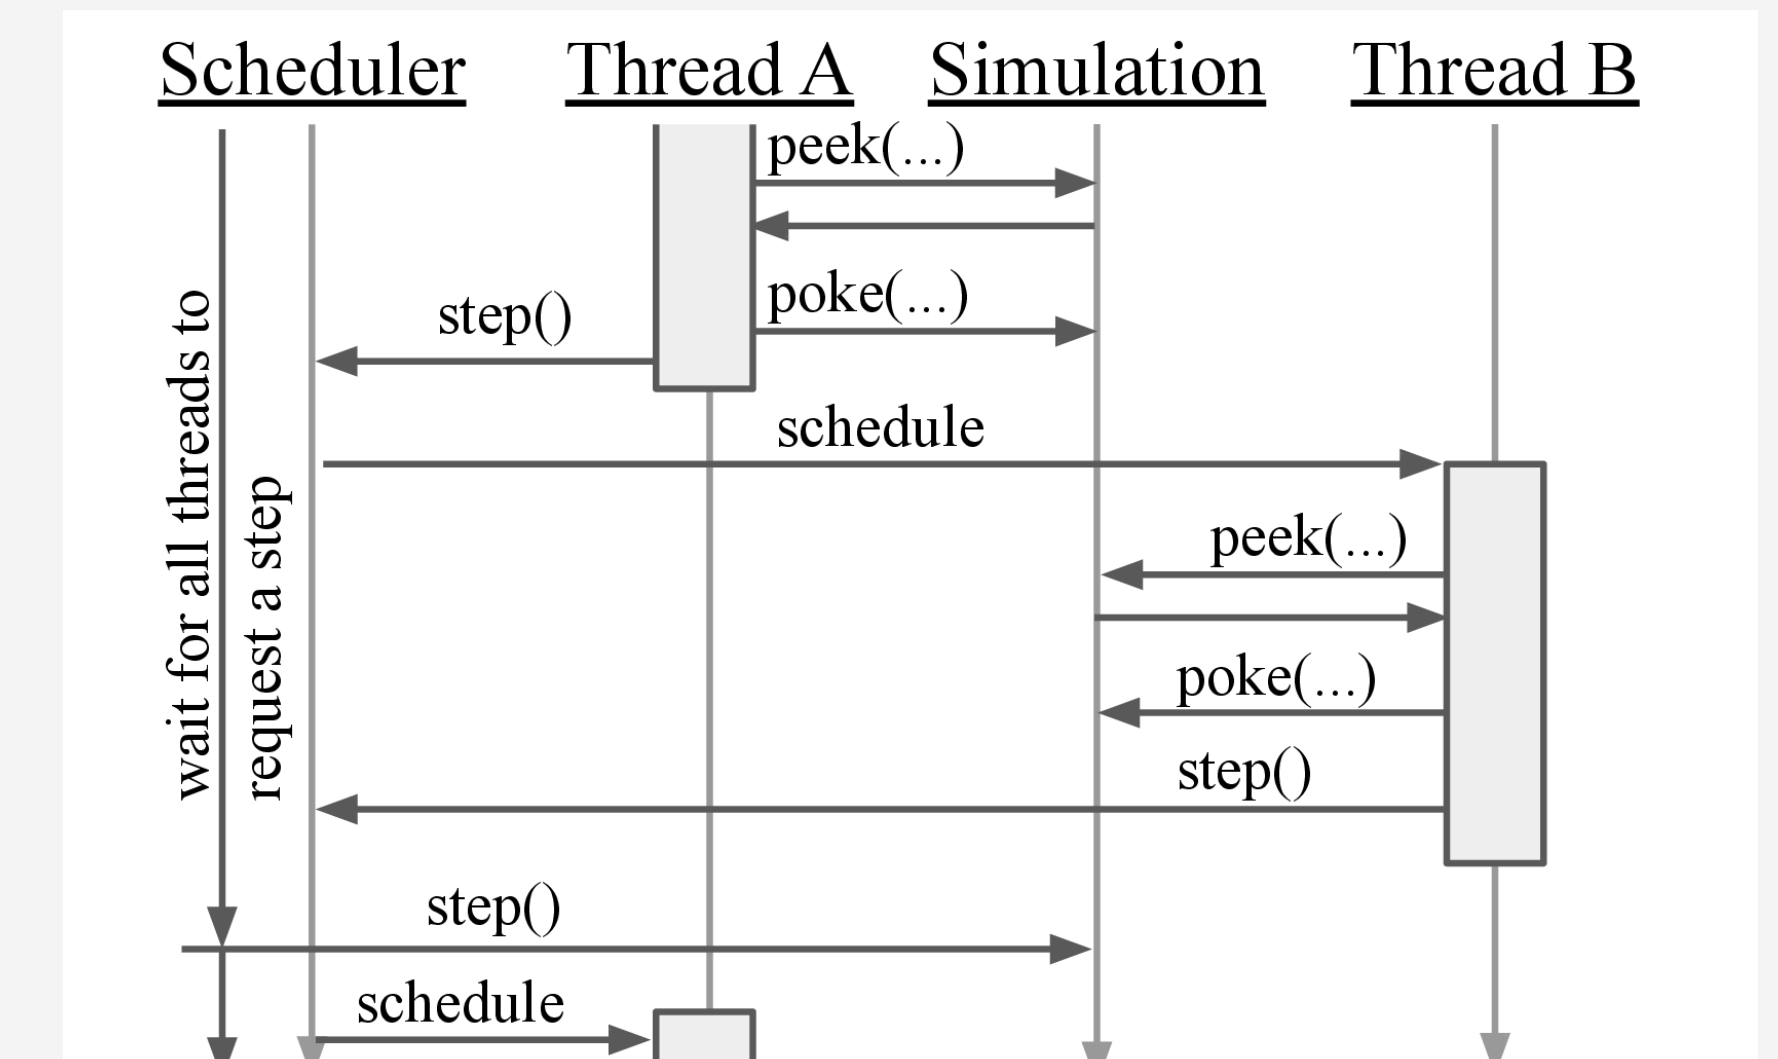 Scheduler
Thread A
Simulation
Thread B
peek(...)
poke(...)
step()
schedule
wait for all threads to
request a step
peek(...)
poke(...)
step()
step()
schedule